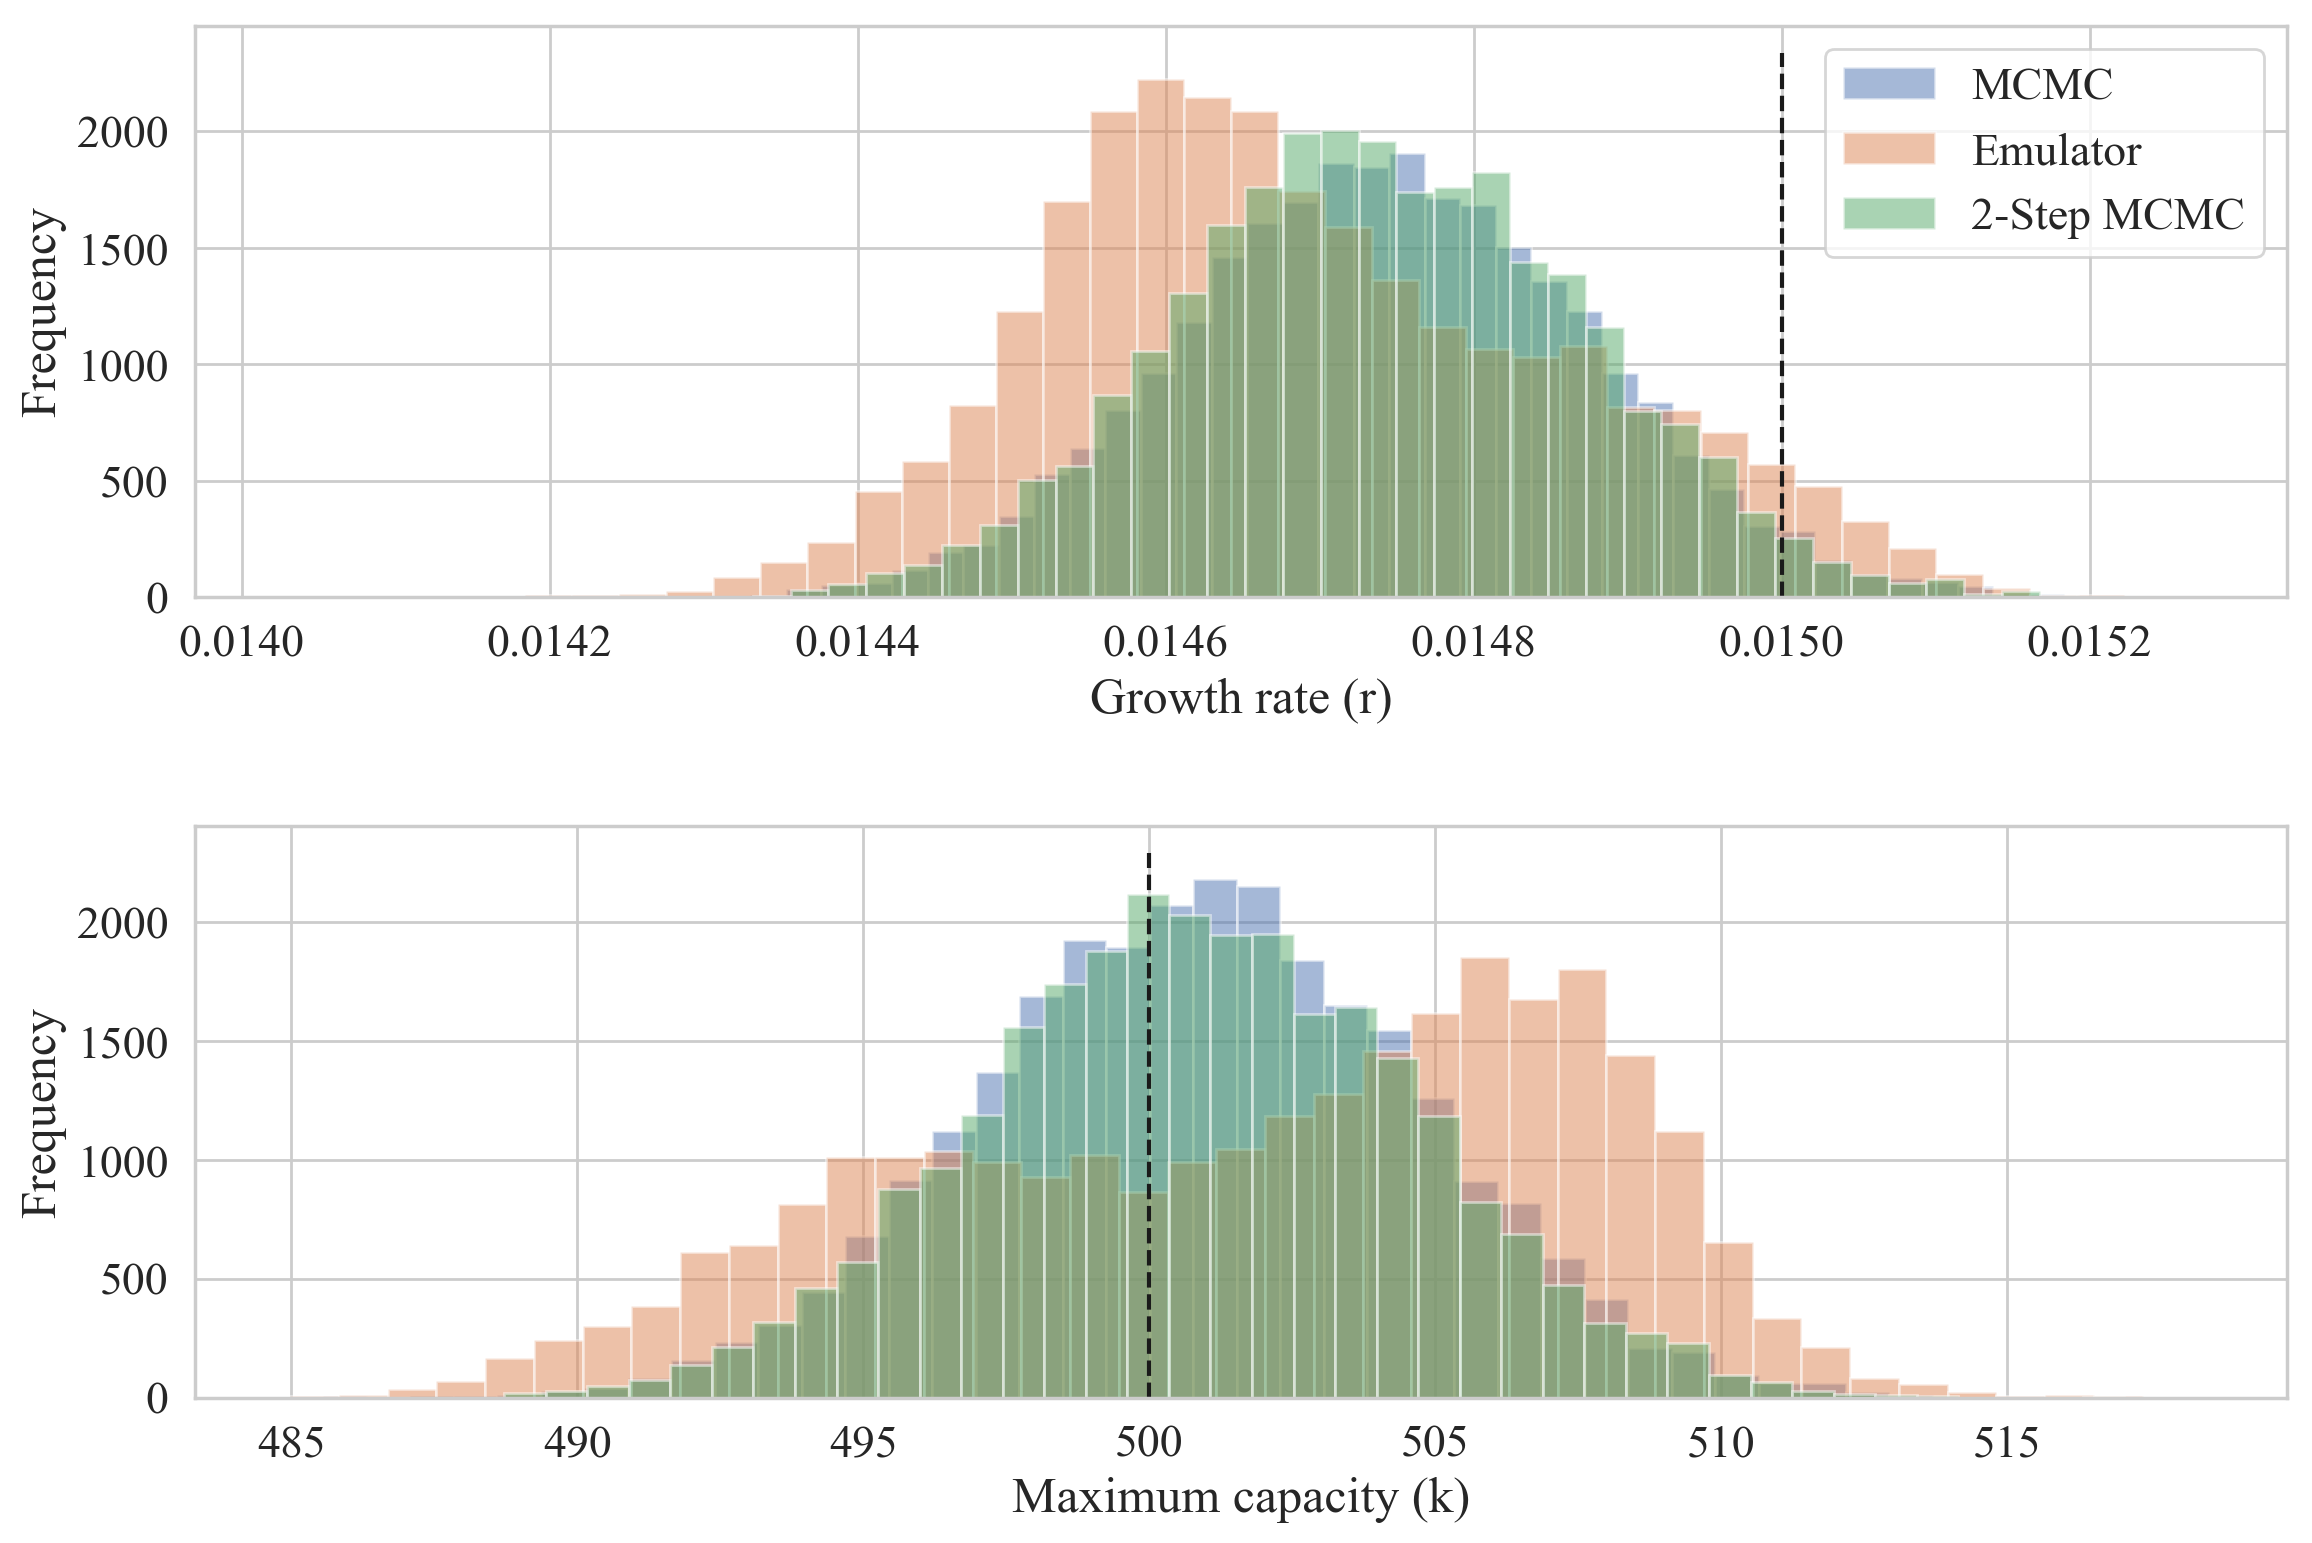 MCMC
Emulator
2-Step MCMC
Frequency
2000
1500
1000
500
0
0.0140 0.0142 0.0144 0.0146 0.0148 0.0150 0.0152
Growth rate (r)
Frequency
2000
1500
1000
500
0
485 490 495 500 505 510 515
Maximum capacity (k)